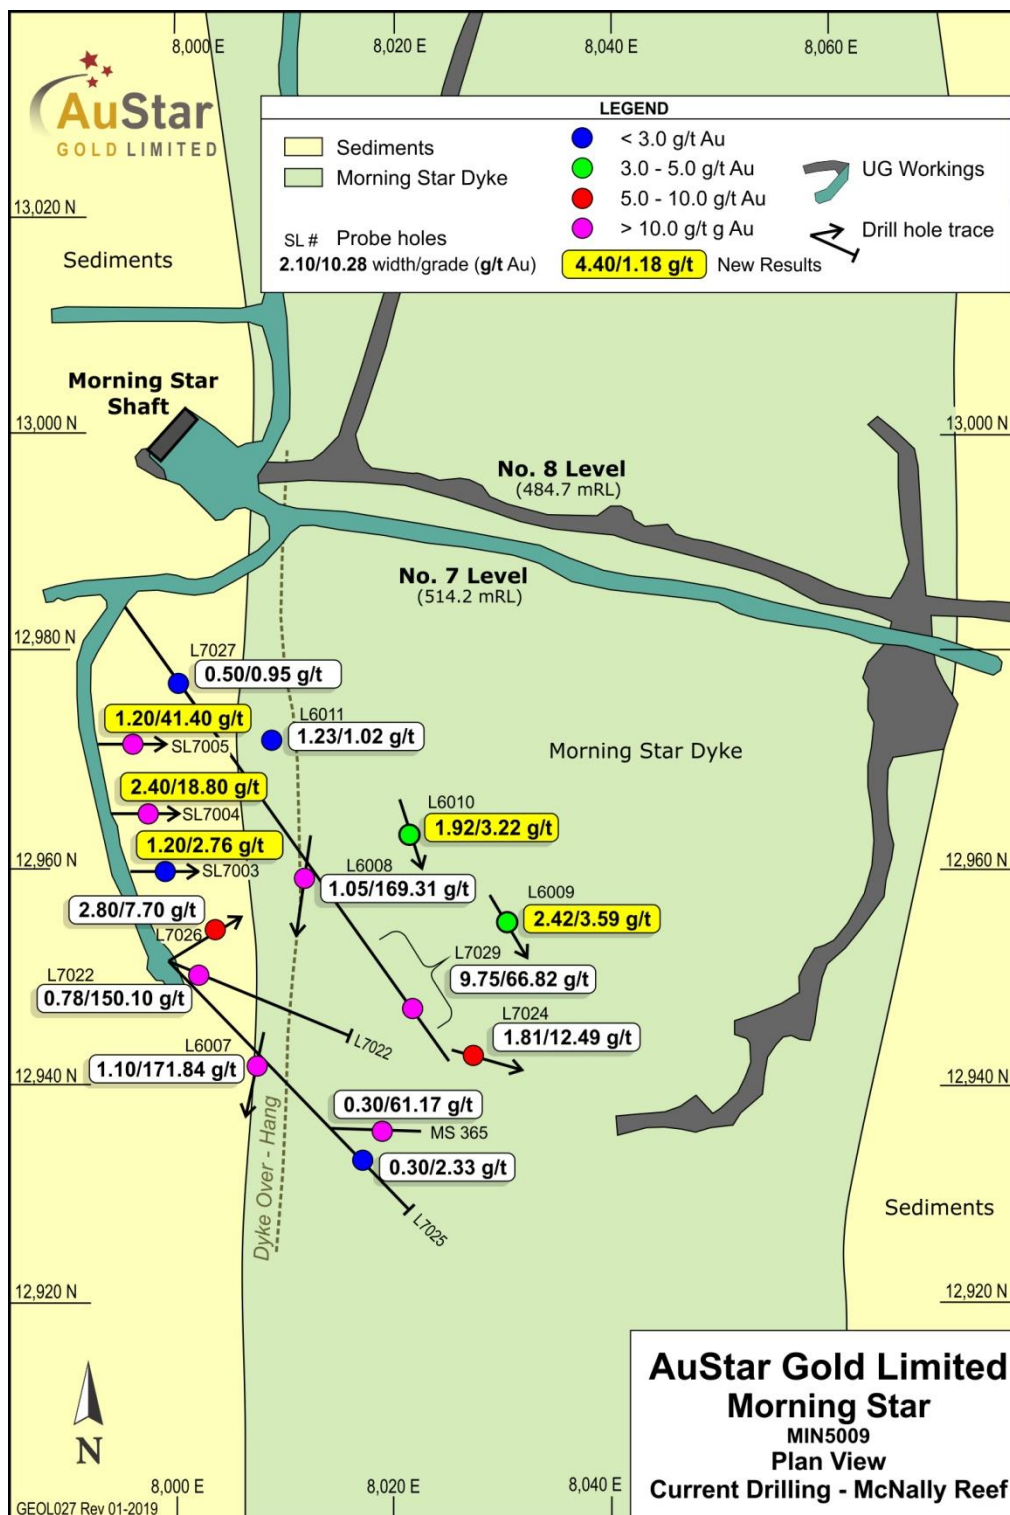 8,000 E
8,020 E
8,040 E
8,060 E
AuStar
GOLD LIMITED
LEGEND
Sediments
Morning Star Dyke
SL # Probe holes
2.10/10.28 width/grade (g/t Au)
< 3.0 g/t Au
3.0 - 5.0 g/t Au
5.0 - 10.0 g/t Au
> 10.0 g/t g Au
4.40/1.18 g/t New Results
UG Workings
Drill hole trace
13,020 N
Sediments
Morning Star
Shaft
13,000 N
13,000 N
No. 8 Level
(484.7 mRL)
No. 7 Level
(514.2 mRL)
12,980 N
L7027
0.50/0.95 g/t
1.20/41.40 g/t
SL7005
L6011
1.23/1.02 g/t
Morning Star Dyke
2.40/18.80 g/t
SL7004
L6010
1.92/3.22 g/t
1.20/2.76 g/t
SL7003
12,960 N
12,960 N
L6008
1.05/169.31 g/t
L6009
2.42/3.59 g/t
2.80/7.70 g/t
L7026
L7029
9.75/66.82 g/t
L7022
0.78/150.10 g/t
L7022
L7024
1.81/12.49 g/t
L6007
1.10/171.84 g/t
12,940 N
12,940 N
0.30/61.17 g/t
MS 365
0.30/2.33 g/t
L7025
Dyke Over - Hang
Sediments
12,920 N
12,920 N
N
AuStar Gold Limited
Morning Star
MIN5009
Plan View
Current Drilling - McNally Reef
8,000 E
8,020 E
8,040 E
GEOL027 Rev 01-2019